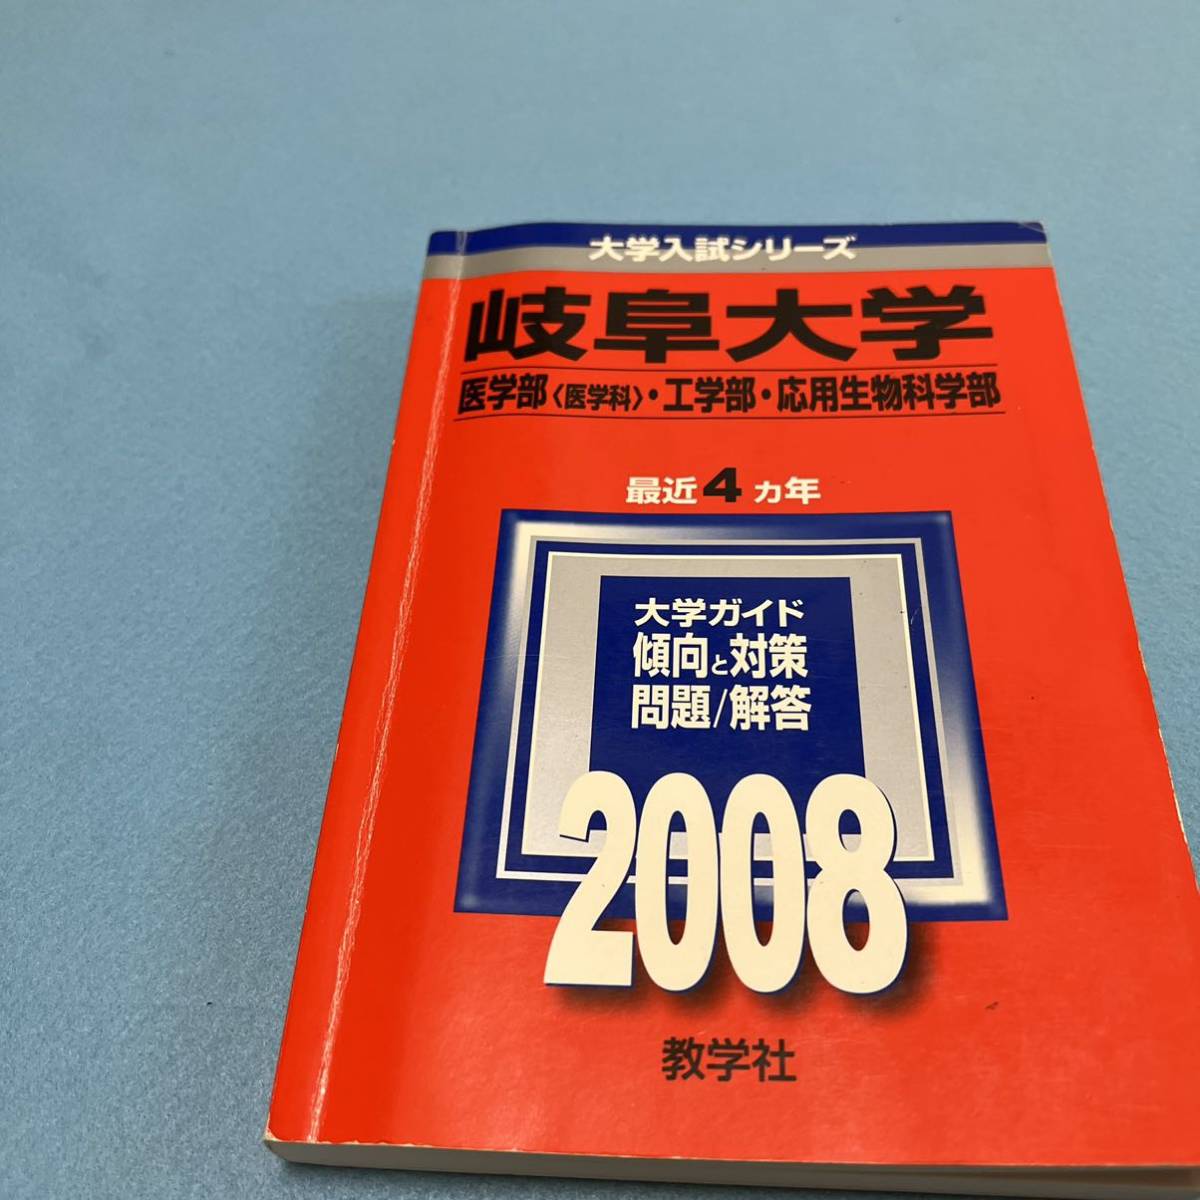 大学入試シリーズ
岐阜大学
医学部〈医学科〉・工学部・応用生物科学部
最近4ヵ年
大学ガイド
傾向と対策
問題/解答
2008
教学社